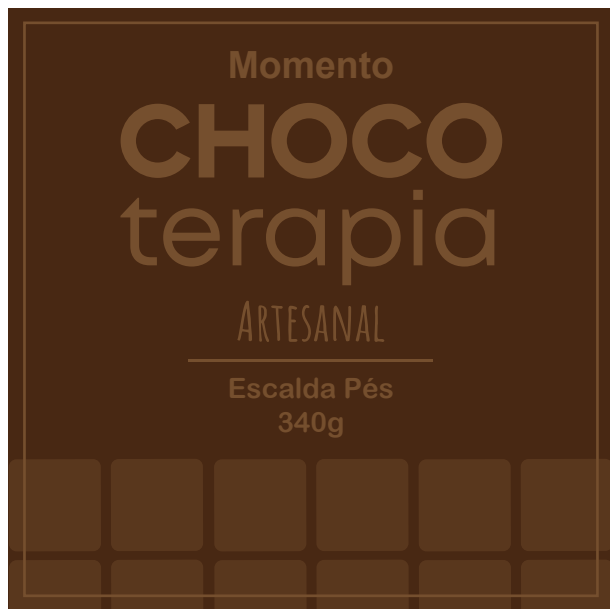 Momento
CHOCO
terapia
ARTESANAL
Escalda Pés
340g